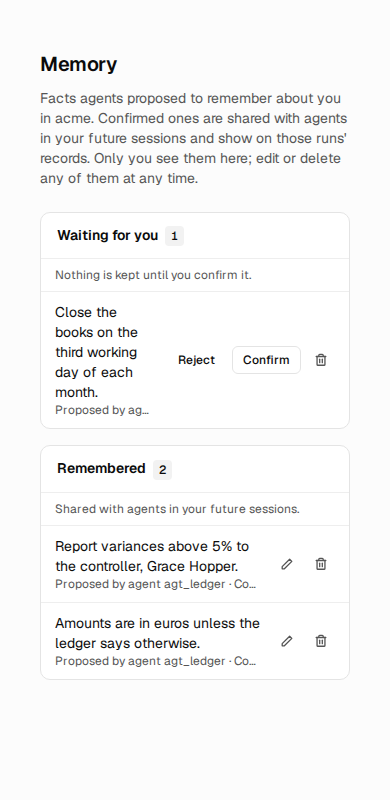 Memory
Facts agents proposed to remember about you
in acme. Confirmed ones are shared with agents
in your future sessions and show on those runs'
records. Only you see them here; edit or delete
any of them at any time.
Waiting for you 1
Nothing is kept until you confirm it.
Close the
books on the
third working
day of each
month.
Proposed by ag…
Reject
Confirm
Remembered 2
Shared with agents in your future sessions.
Report variances above 5% to
the controller, Grace Hopper.
Proposed by agent agt_ledger · Co…
Amounts are in euros unless the
ledger says otherwise.
Proposed by agent agt_ledger · Co…